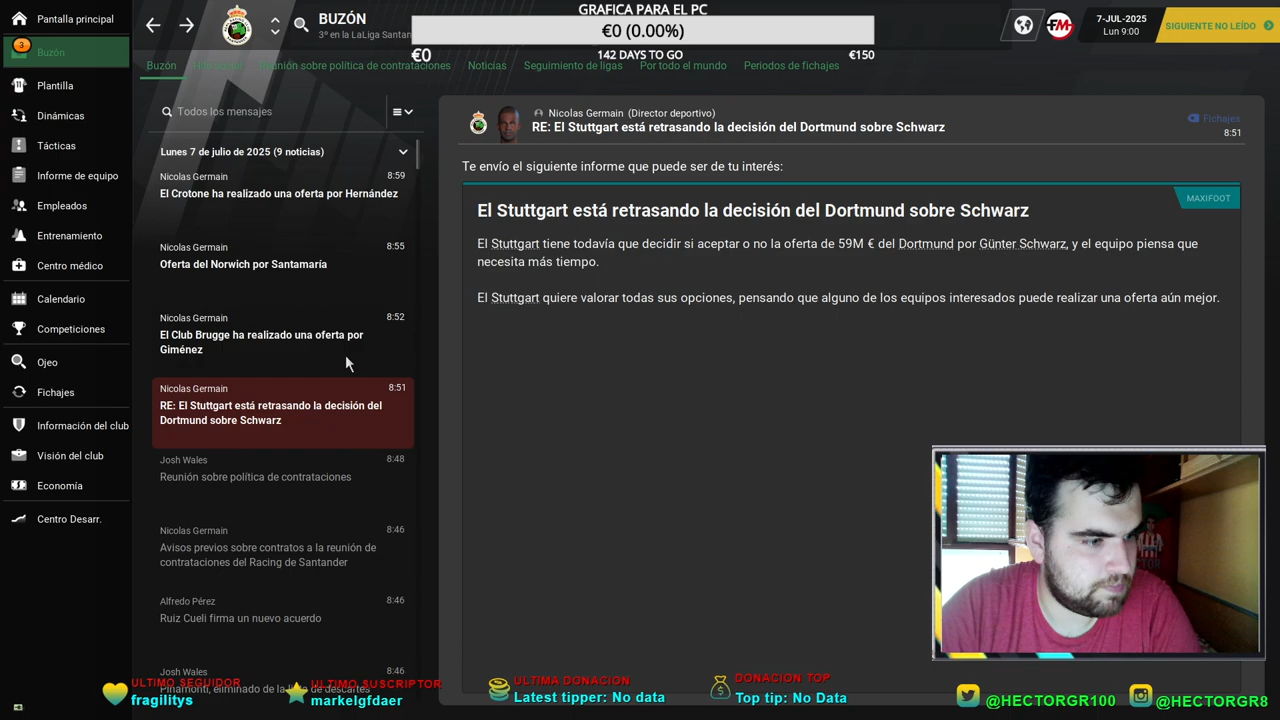 GRAFICA PARA EL PC
€0 (0.00%)
€0
142 DAYS TO GO
€150
Pantalla principal
3
Buzón
Plantilla
Dinámicas
Tácticas
Informe de equipo
Empleados
Entrenamiento
Centro médico
Calendario
Competiciones
Ojeo
Fichajes
Información del club
Visión del club
Economía
Centro Desarr.
BUZÓN
3º en la LaLiga Santan
FM
7-JUL-2025
Lun 9:00
SIGUIENTE NO LEÍDO
Buzón
Reunión sobre política de contrataciones
Noticias
Seguimiento de ligas
Por todo el mundo
Periodos de fichajes
Todos los mensajes
Lunes 7 de julio de 2025 (9 noticias)
Nicolas Germain 8:59
El Crotone ha realizado una oferta por Hernández
Nicolas Germain 8:55
Oferta del Norwich por Santamaría
Nicolas Germain 8:52
El Club Brugge ha realizado una oferta por
Giménez
Nicolas Germain 8:51
RE: El Stuttgart está retrasando la decisión del
Dortmund sobre Schwarz
Josh Wales 8:48
Reunión sobre política de contrataciones
Nicolas Germain 8:46
Avisos previos sobre contratos a la reunión de
contrataciones del Racing de Santander
Alfredo Pérez 8:46
Ruiz Cueli firma un nuevo acuerdo
Josh Wales 8:46
Pinamonti, eliminado de la lista de descartes
Nicolas Germain (Director deportivo)
RE: El Stuttgart está retrasando la decisión del Dortmund sobre Schwarz
Fichajes
8:51
Te envío el siguiente informe que puede ser de tu interés:
MAXIFOOT
El Stuttgart está retrasando la decisión del Dortmund sobre Schwarz
El Stuttgart tiene todavía que decidir si aceptar o no la oferta de 59M € del Dortmund por Günter Schwarz, y el equipo piensa que
necesita más tiempo.
El Stuttgart quiere valorar todas sus opciones, pensando que alguno de los equipos interesados puede realizar una oferta aún mejor.
ULTIMO SEGUIDOR
fragilitys
ULTIMO SUSCRIPTOR
markelgfdaer
ULTIMA DONACION
Latest tipper: No data
DONACION TOP
Top tip: No Data
@HECTORGR100
@HECTORGR8